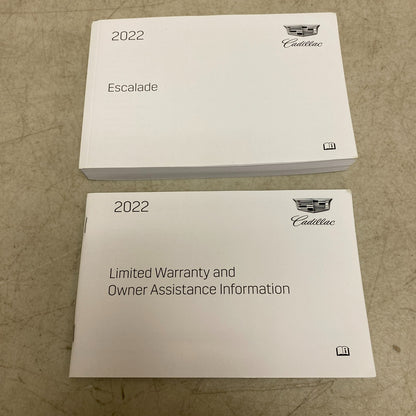 2022
Cadillac
Escalade
2022
Cadillac
Limited Warranty and
Owner Assistance Information